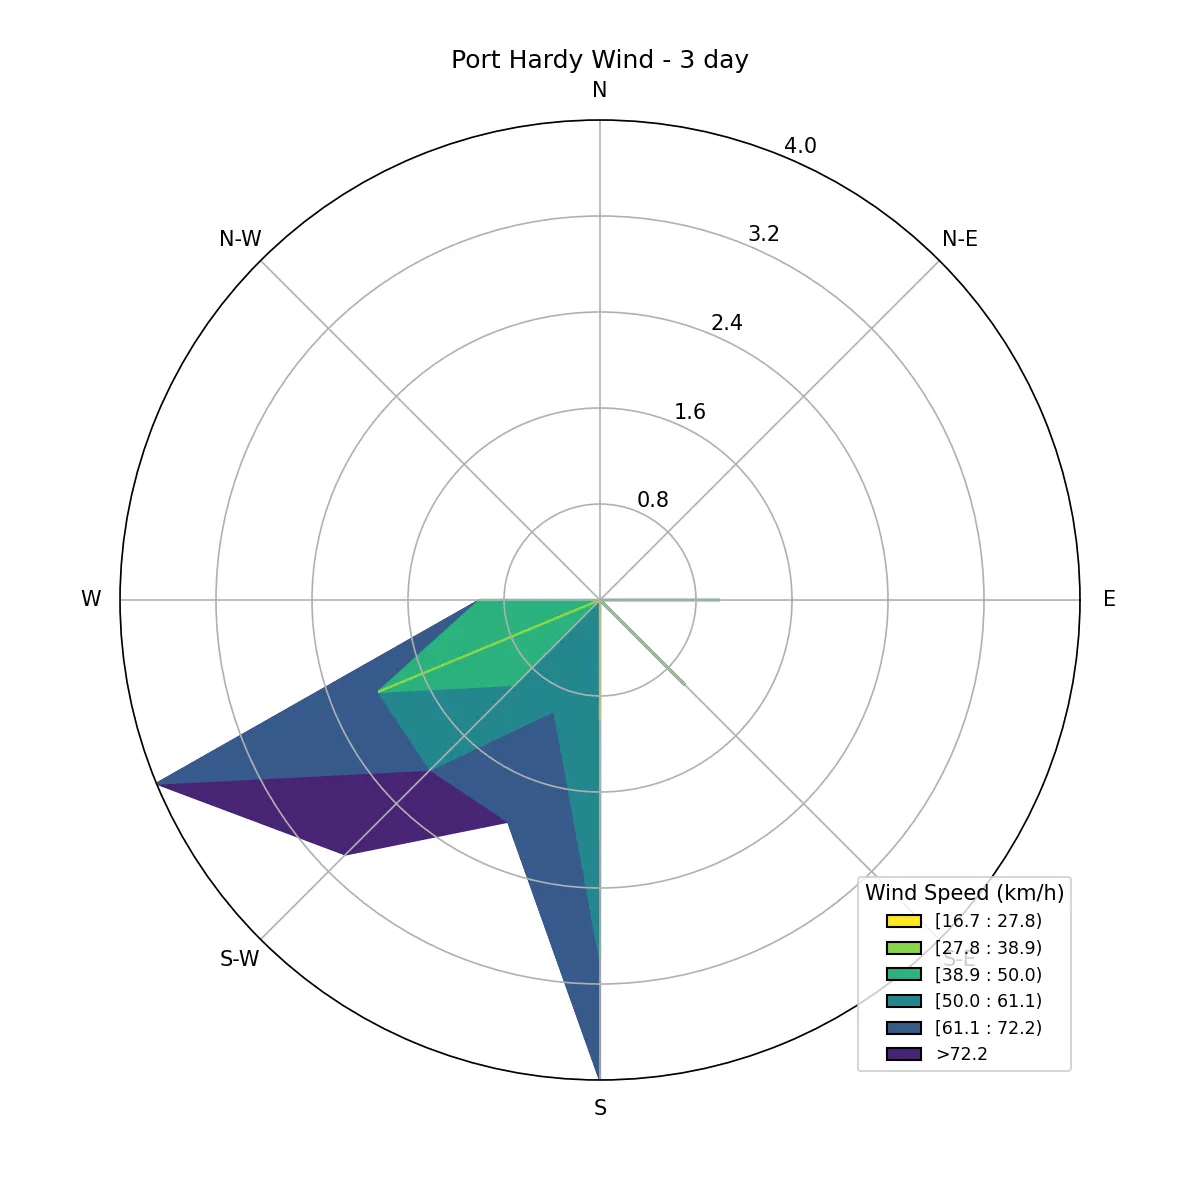 Port Hardy Wind - 3 day
N
4.0
N-W
3.2
N-E
2.4
1.6
0.8
W
E
S-W
S-E
S
Wind Speed (km/h)
[16.7 : 27.8)
[27.8 : 38.9)
[38.9 : 50.0)
[50.0 : 61.1)
[61.1 : 72.2)
>72.2